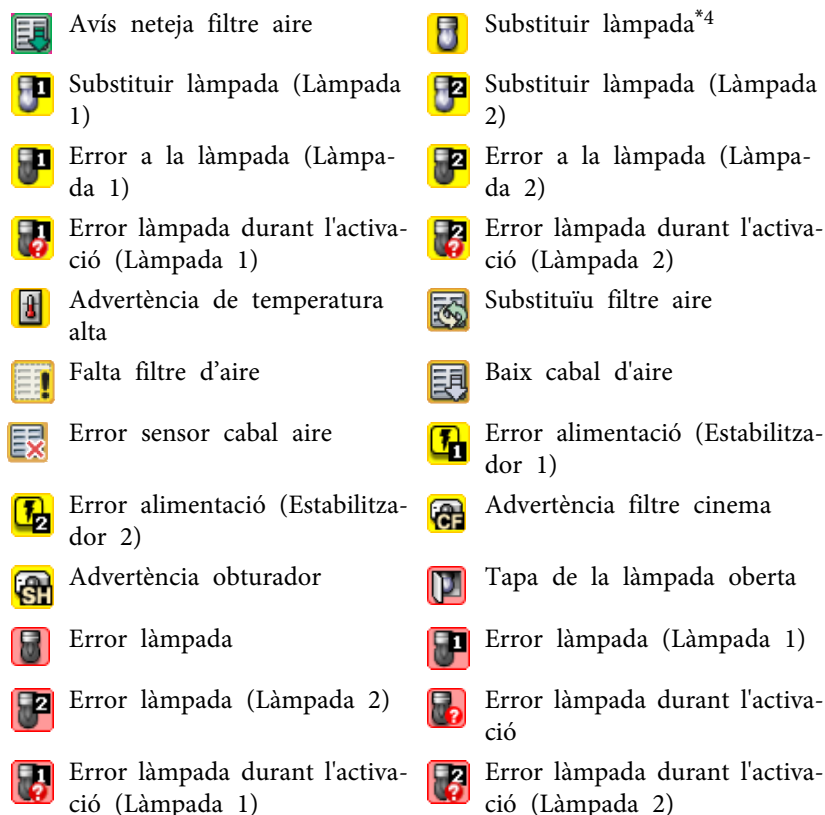 Avís neteja filtre aire
Substituir làmpada*4
Substituir làmpada (Làmpada
1)
Substituir làmpada (Làmpada
2)
Error a la làmpada (Làmpa-
da 1)
Error a la làmpada (Làmpa-
da 2)
Error làmpada durant l'activa-
ció (Làmpada 1)
Error làmpada durant l'activa-
ció (Làmpada 2)
Advertència de temperatura
alta
Substituïu filtre aire
Falta filtre d’aire
Baix cabal d'aire
Error sensor cabal aire
Error alimentació (Estabilitza-
dor 1)
Error alimentació (Estabilitza-
dor 2)
Advertència filtre cinema
Advertència obturador
Tapa de la làmpada oberta
Error làmpada
Error làmpada (Làmpada 1)
Error làmpada (Làmpada 2)
Error làmpada durant l'activa-
ció
Error làmpada durant l'activa-
ció (Làmpada 1)
Error làmpada durant l'activa-
ció (Làmpada 2)